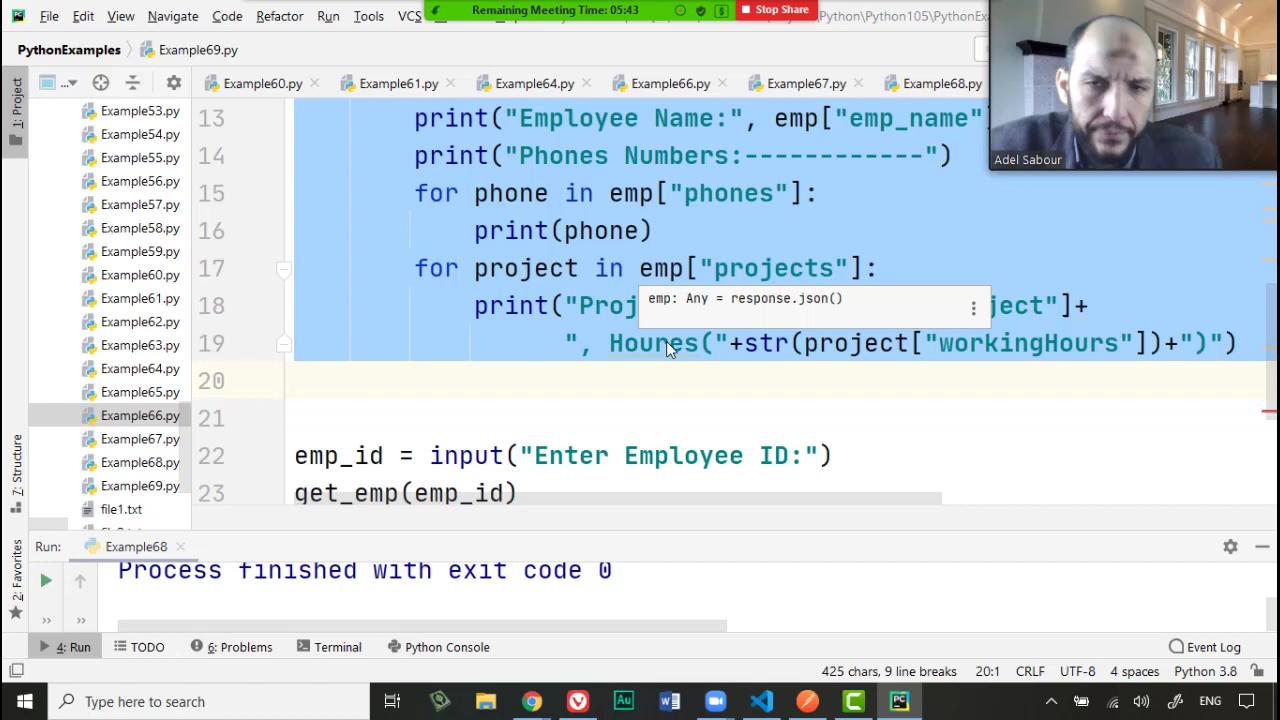 Remaining Meeting Time: 05:43
Stop Share
File Edit View Navigate Code Refactor Run Tools VCS
PythonExamples Example69.py
1: Project
Example60.py Example61.py Example64.py Example66.py Example67.py Example68.py
Example53.py
Example54.py
Example55.py
Example56.py
Example57.py
Example58.py
Example59.py
Example60.py
Example61.py
Example62.py
Example63.py
Example64.py
Example65.py
Example66.py
Example67.py
Example68.py
Example69.py
file1.txt
13 print("Employee Name:", emp["emp_name"
14 print("Phones Numbers:------------")
15 for phone in emp["phones"]:
16 print(phone)
17 for project in emp["projects"]:
18 print("Proj ject"]+
19 ", Houres("+str(project["workingHours"])+")")
20
21
22 emp_id = input("Enter Employee ID:")
23 get_emp(emp_id)
emp: Any = response.json()
Adel Sabour
7: Structure
2: Favorites
Run: Example68
Process finished with exit code 0
4: Run TODO 6: Problems Terminal Python Console Event Log
425 chars, 9 line breaks 20:1 CRLF UTF-8 4 spaces Python 3.8
Type here to search
ENG